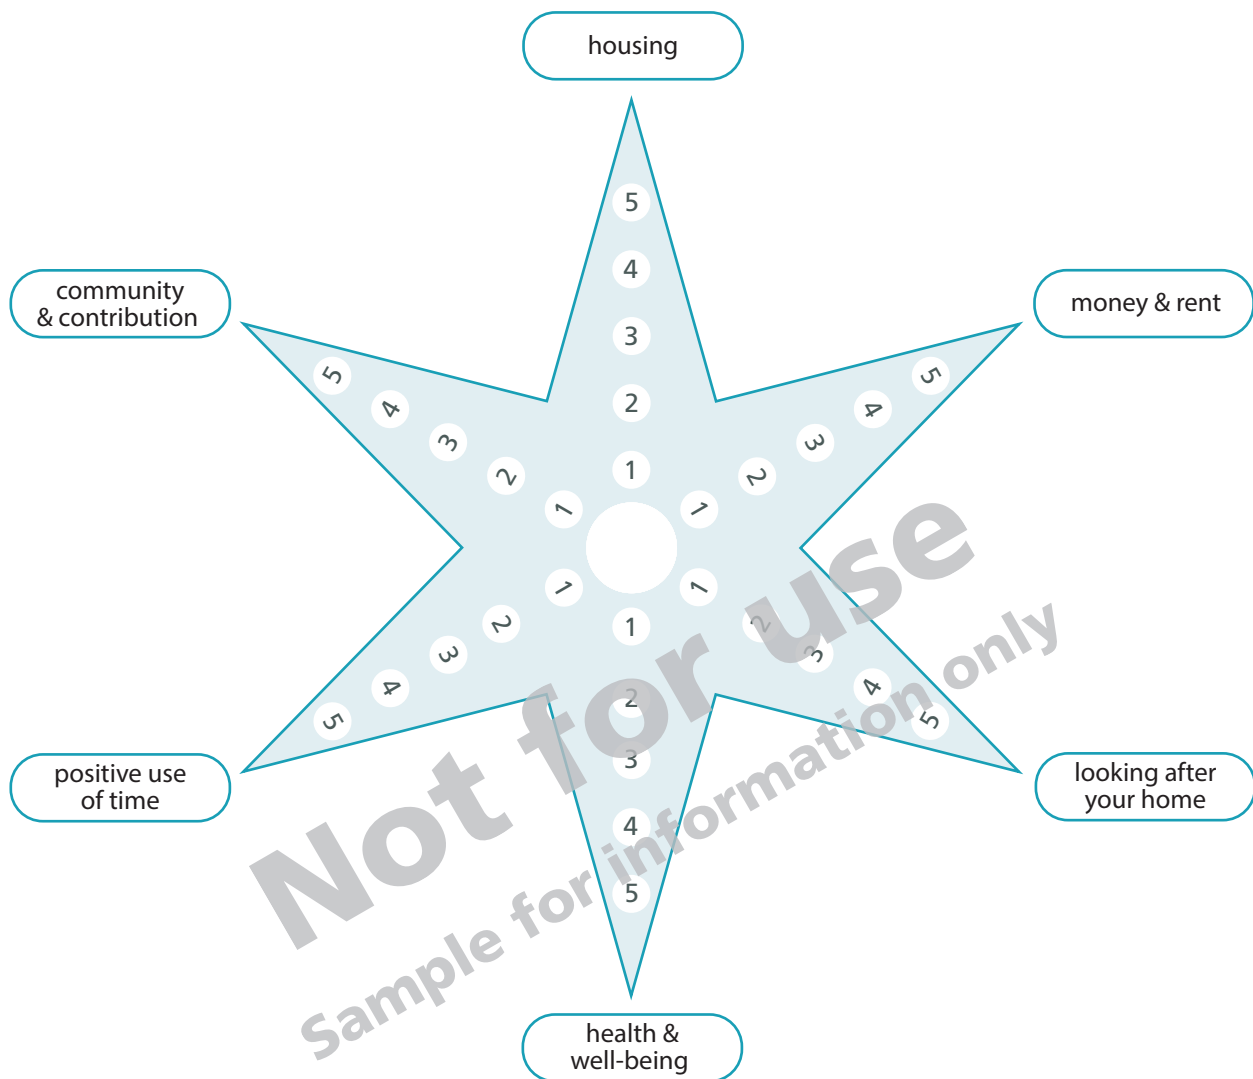 housing
5
4
3
2
1
community
& contribution
5
4
3
2
1
money & rent
5
4
3
2
1
positive use
of time
5
4
3
2
1
looking after
your home
1
2
3
4
5
1
2
3
4
5
health &
well-being
Not for use
Sample for information only